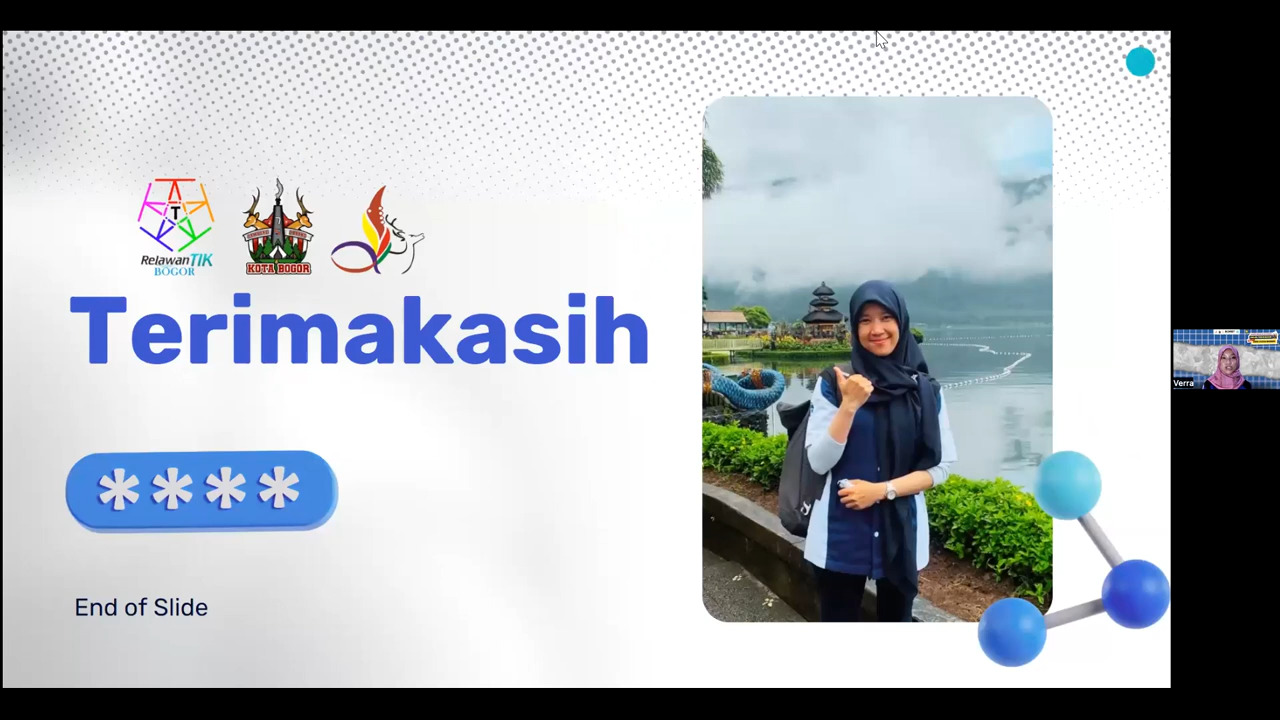 T
RelawanTIK
BOGOR
KOTA BOGOR
Terimakasih
****
End of Slide
Verra